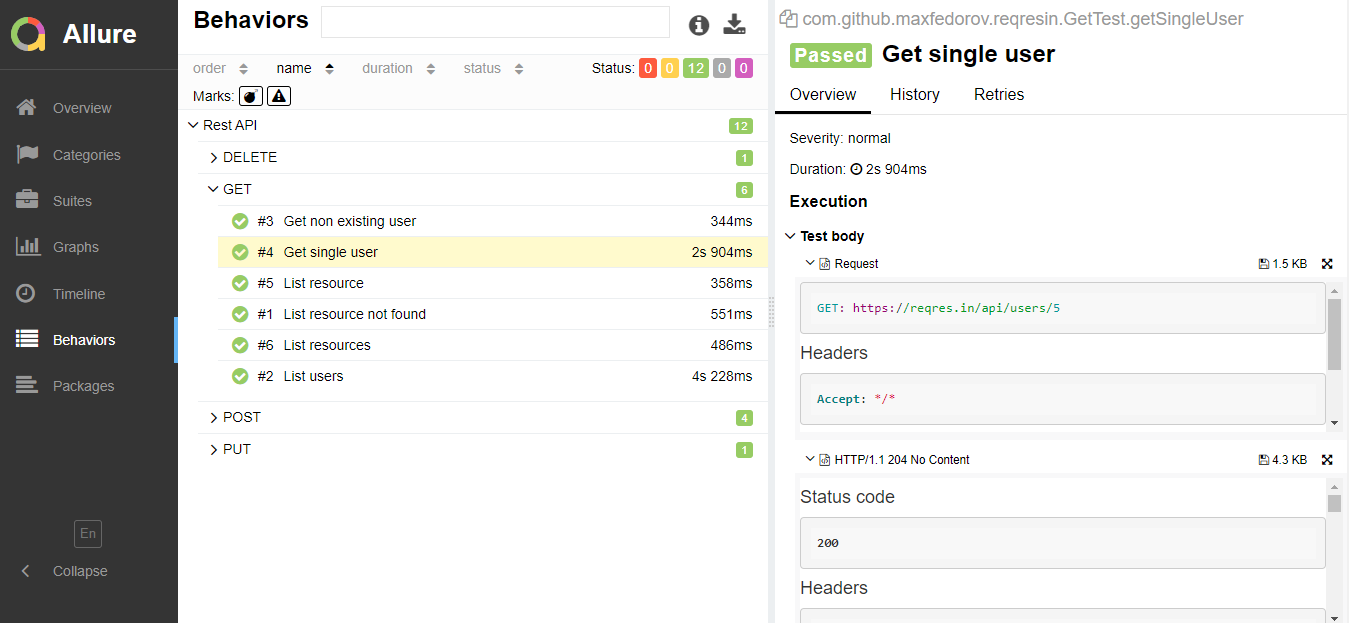 Allure
Overview
Categories
Suites
Graphs
Timeline
Behaviors
Packages
En
Collapse
Behaviors
order name duration status Status: 0 0 12 0 0
Marks:
Rest API 12
DELETE 1
GET 6
#3 Get non existing user 344ms
#4 Get single user 2s 904ms
#5 List resource 358ms
#1 List resource not found 551ms
#6 List resources 486ms
#2 List users 4s 228ms
POST 4
PUT 1
com.github.maxfedorov.reqresin.GetTest.getSingleUser
Passed Get single user
Overview History Retries
Severity: normal
Duration: 2s 904ms
Execution
Test body
Request 1.5 KB
GET: https://reqres.in/api/users/5
Headers
Accept: */*
HTTP/1.1 204 No Content 4.3 KB
Status code
200
Headers